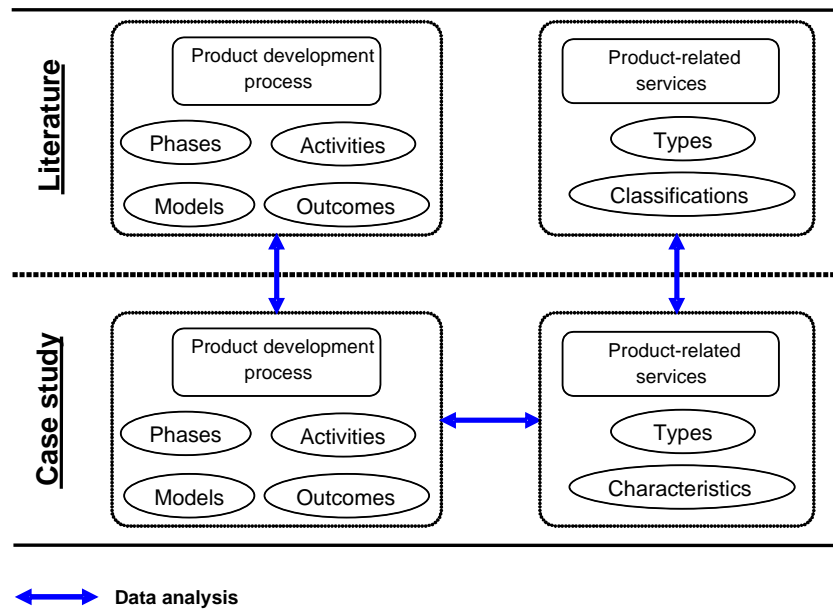 Literature
Product development
process
Phases
Activities
Models
Outcomes
Product-related
services
Types
Classifications
Case study
Product development
process
Phases
Activities
Models
Outcomes
Product-related
services
Types
Characteristics
Data analysis